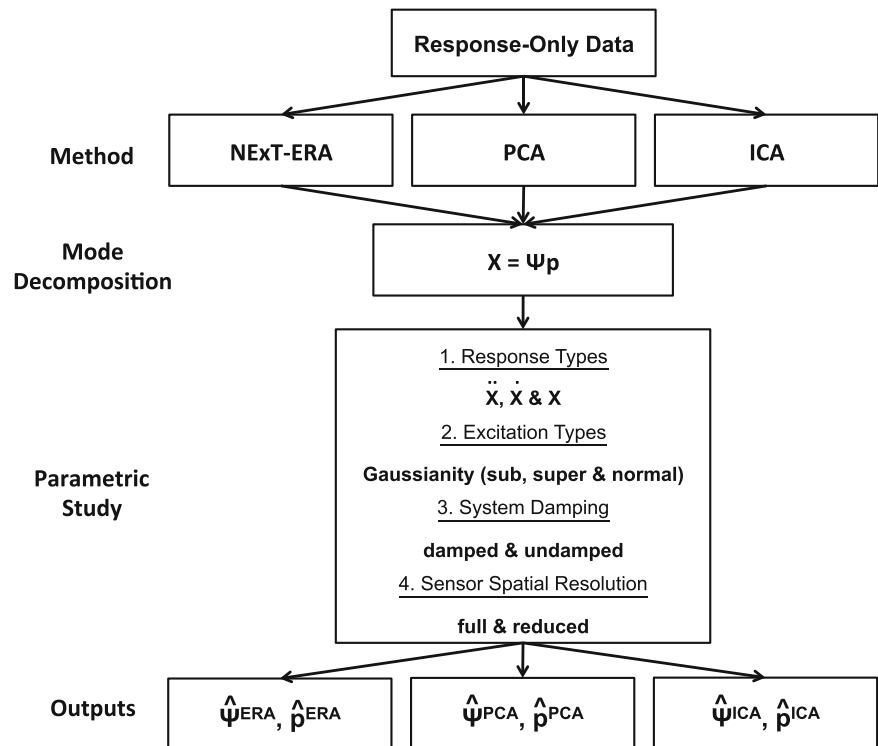 Response-Only Data
Method
NExT-ERA
PCA
ICA
Mode
Decomposition
X = Ψp
Parametric
Study
1. Response Types
Ẍ, Ẋ & X
2. Excitation Types
Gaussianity (sub, super & normal)
3. System Damping
damped & undamped
4. Sensor Spatial Resolution
full & reduced
Outputs
Ψ̂ᴱᴿᴬ, p̂ᴱᴿᴬ
Ψ̂ᴾᶜᴬ, p̂ᴾᶜᴬ
Ψ̂ᴵᶜᴬ, p̂ᴵᶜᴬ